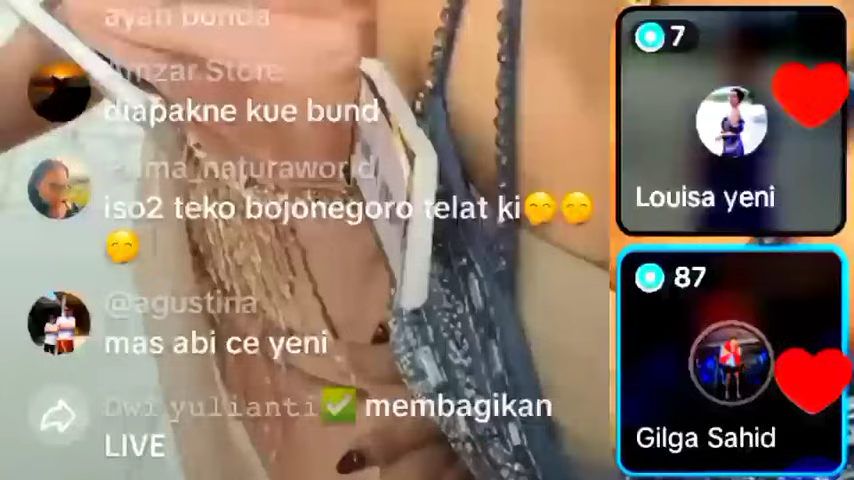 ayah bunda
amzar.Store
diapakne kue bund
naturaworld
iso2 teko bojonegoro telat ki🤭🤭
🤭
@agustina
mas abi ce yeni
Dwi yulianti✅ membagikan
LIVE
7
Louisa yeni
87
Gilga Sahid